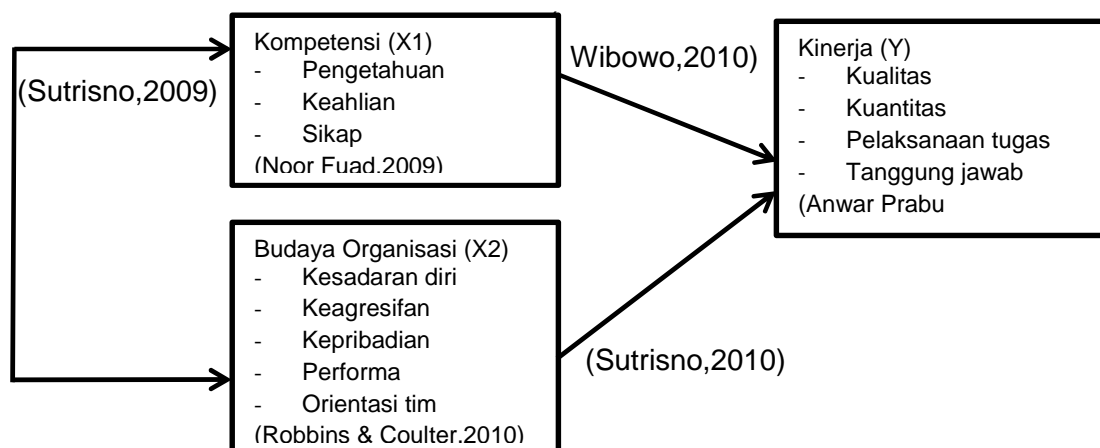 (Sutrisno,2009)
Kompetensi (X1)
- Pengetahuan
- Keahlian
- Sikap
(Noor Fuad.2009)
Wibowo,2010)
Kinerja (Y)
- Kualitas
- Kuantitas
- Pelaksanaan tugas
- Tanggung jawab
(Anwar Prabu
Budaya Organisasi (X2)
- Kesadaran diri
- Keagresifan
- Kepribadian
- Performa
- Orientasi tim
(Robbins & Coulter.2010)
(Sutrisno,2010)